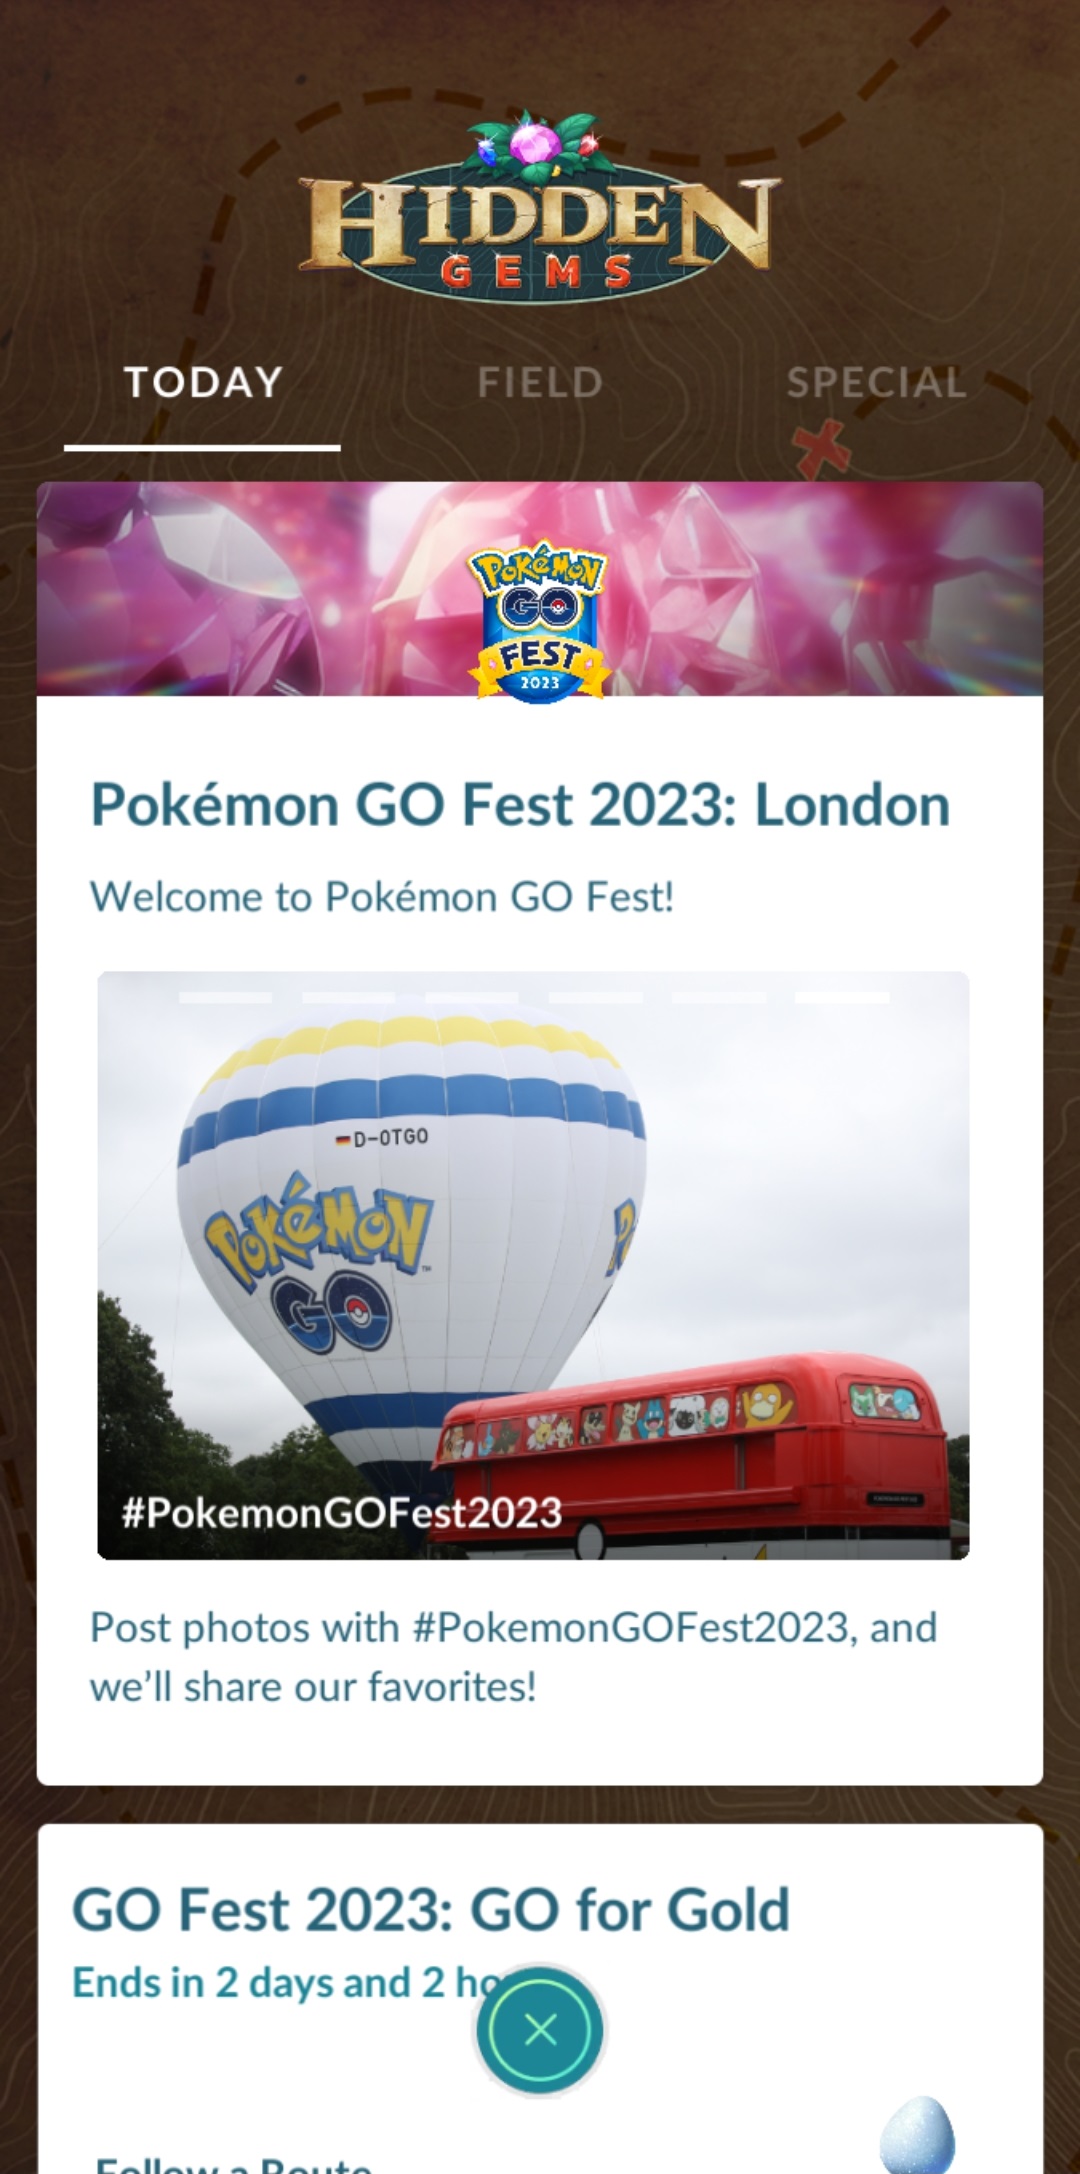 HIDDEN
GEMS
TODAY FIELD SPECIAL
POKéMON
GO
FEST
2023
Pokémon GO Fest 2023: London
Welcome to Pokémon GO Fest!
D-OTGO
POKéMON
GO
#PokemonGOFest2023
Post photos with #PokemonGOFest2023, and
we’ll share our favorites!
GO Fest 2023: GO for Gold
Ends in 2 days and 2
Follow a Route